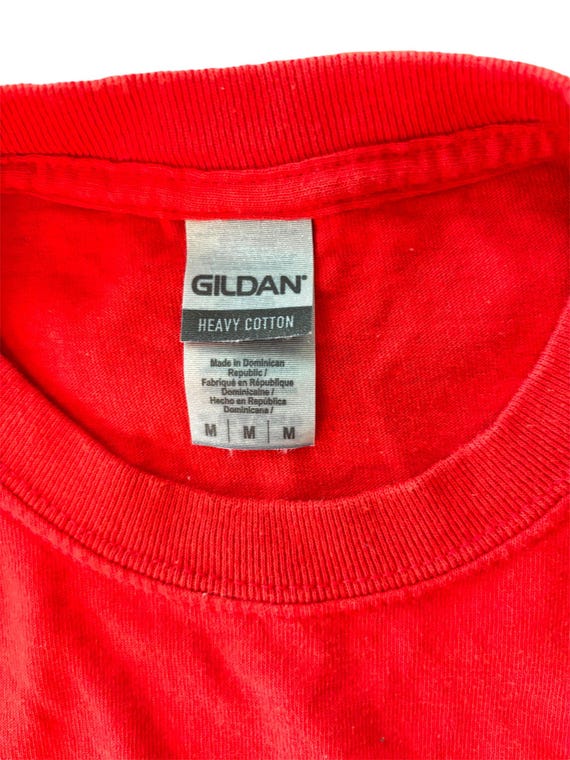 GILDAN®
HEAVY COTTON
Made in Dominican
Republic /
Fabriqué en République
Dominicaine /
Hecho en República
Dominicana /
M | M | M